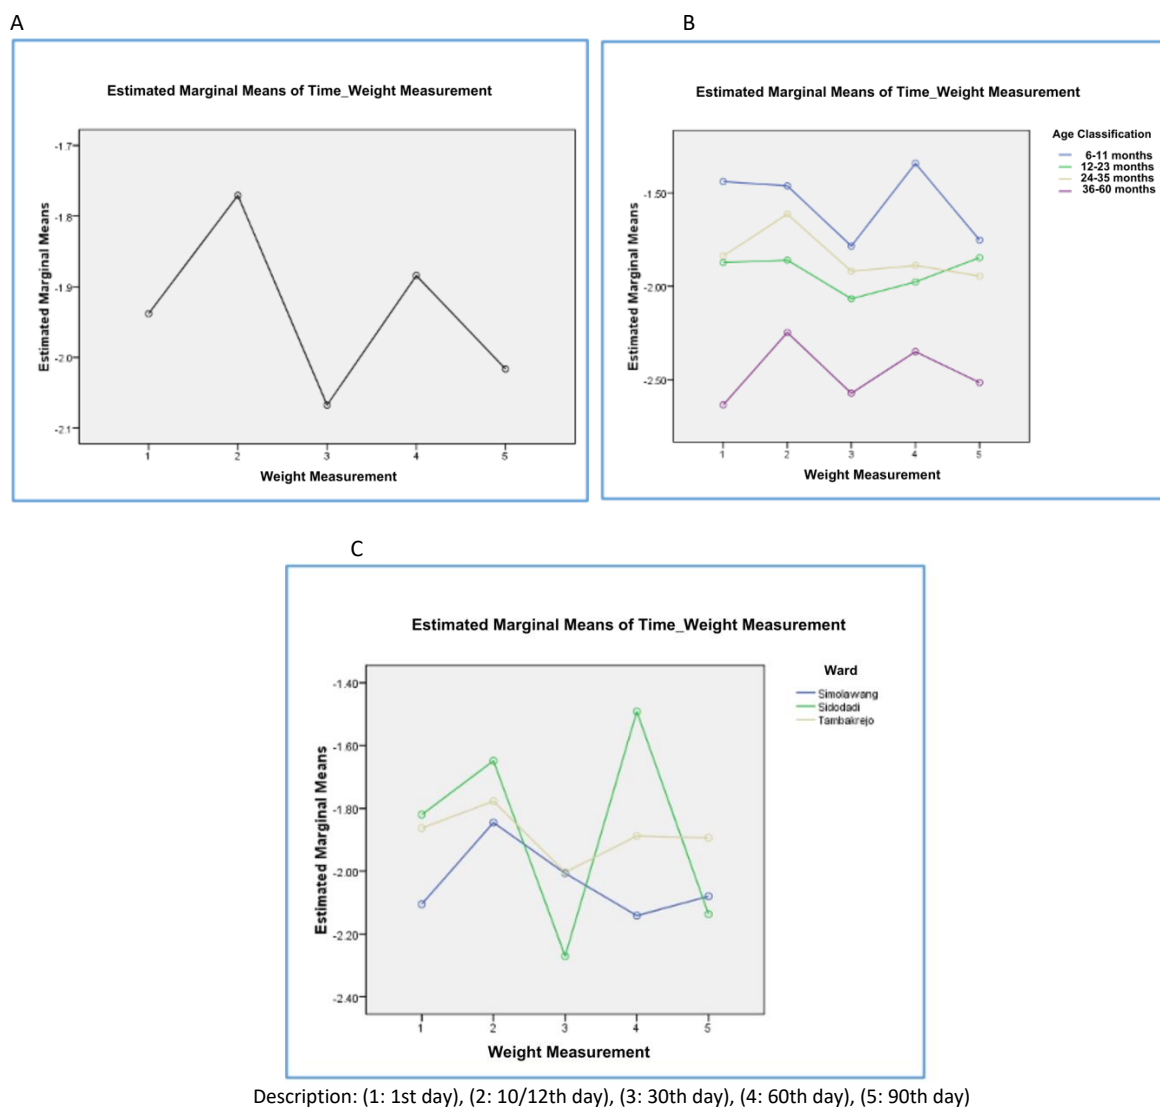 A
Estimated Marginal Means of Time_Weight Measurement
Estimated Marginal Means
-1.7
-1.8
-1.9
-2.0
-2.1
1 2 3 4 5
Weight Measurement
B
Estimated Marginal Means of Time_Weight Measurement
Estimated Marginal Means
-1.50
-2.00
-2.50
1 2 3 4 5
Weight Measurement
Age Classification
6-11 months
12-23 months
24-35 months
36-60 months
C
Estimated Marginal Means of Time_Weight Measurement
Estimated Marginal Means
-1.40
-1.60
-1.80
-2.00
-2.20
-2.40
1 2 3 4 5
Weight Measurement
Ward
Simolawang
Sidodadi
Tambakrejo
Description: (1: 1st day), (2: 10/12th day), (3: 30th day), (4: 60th day), (5: 90th day)